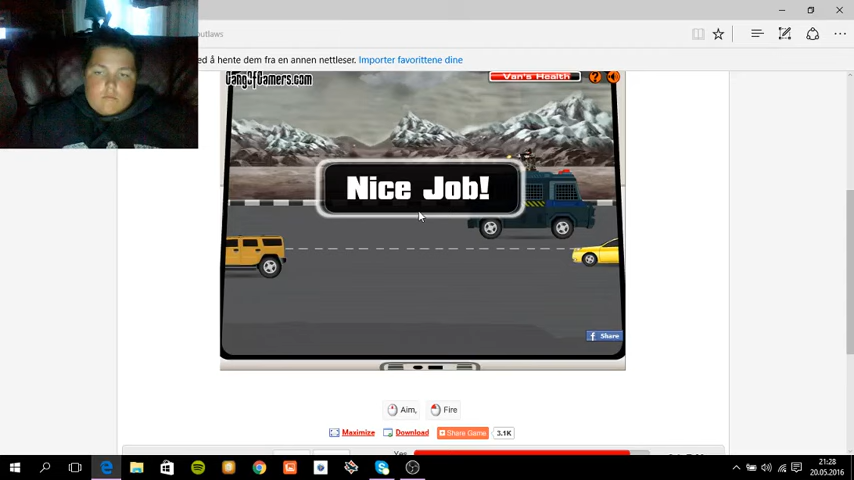 outlaws
ed å hente dem fra en annen nettleser. Importer favorittene dine
GangOfGamers.com
Van's Health
?
Nice Job!
f Share
Aim,
Fire
Maximize
Download
Share Game
3.1K
Yes
21:28
20.05.2016